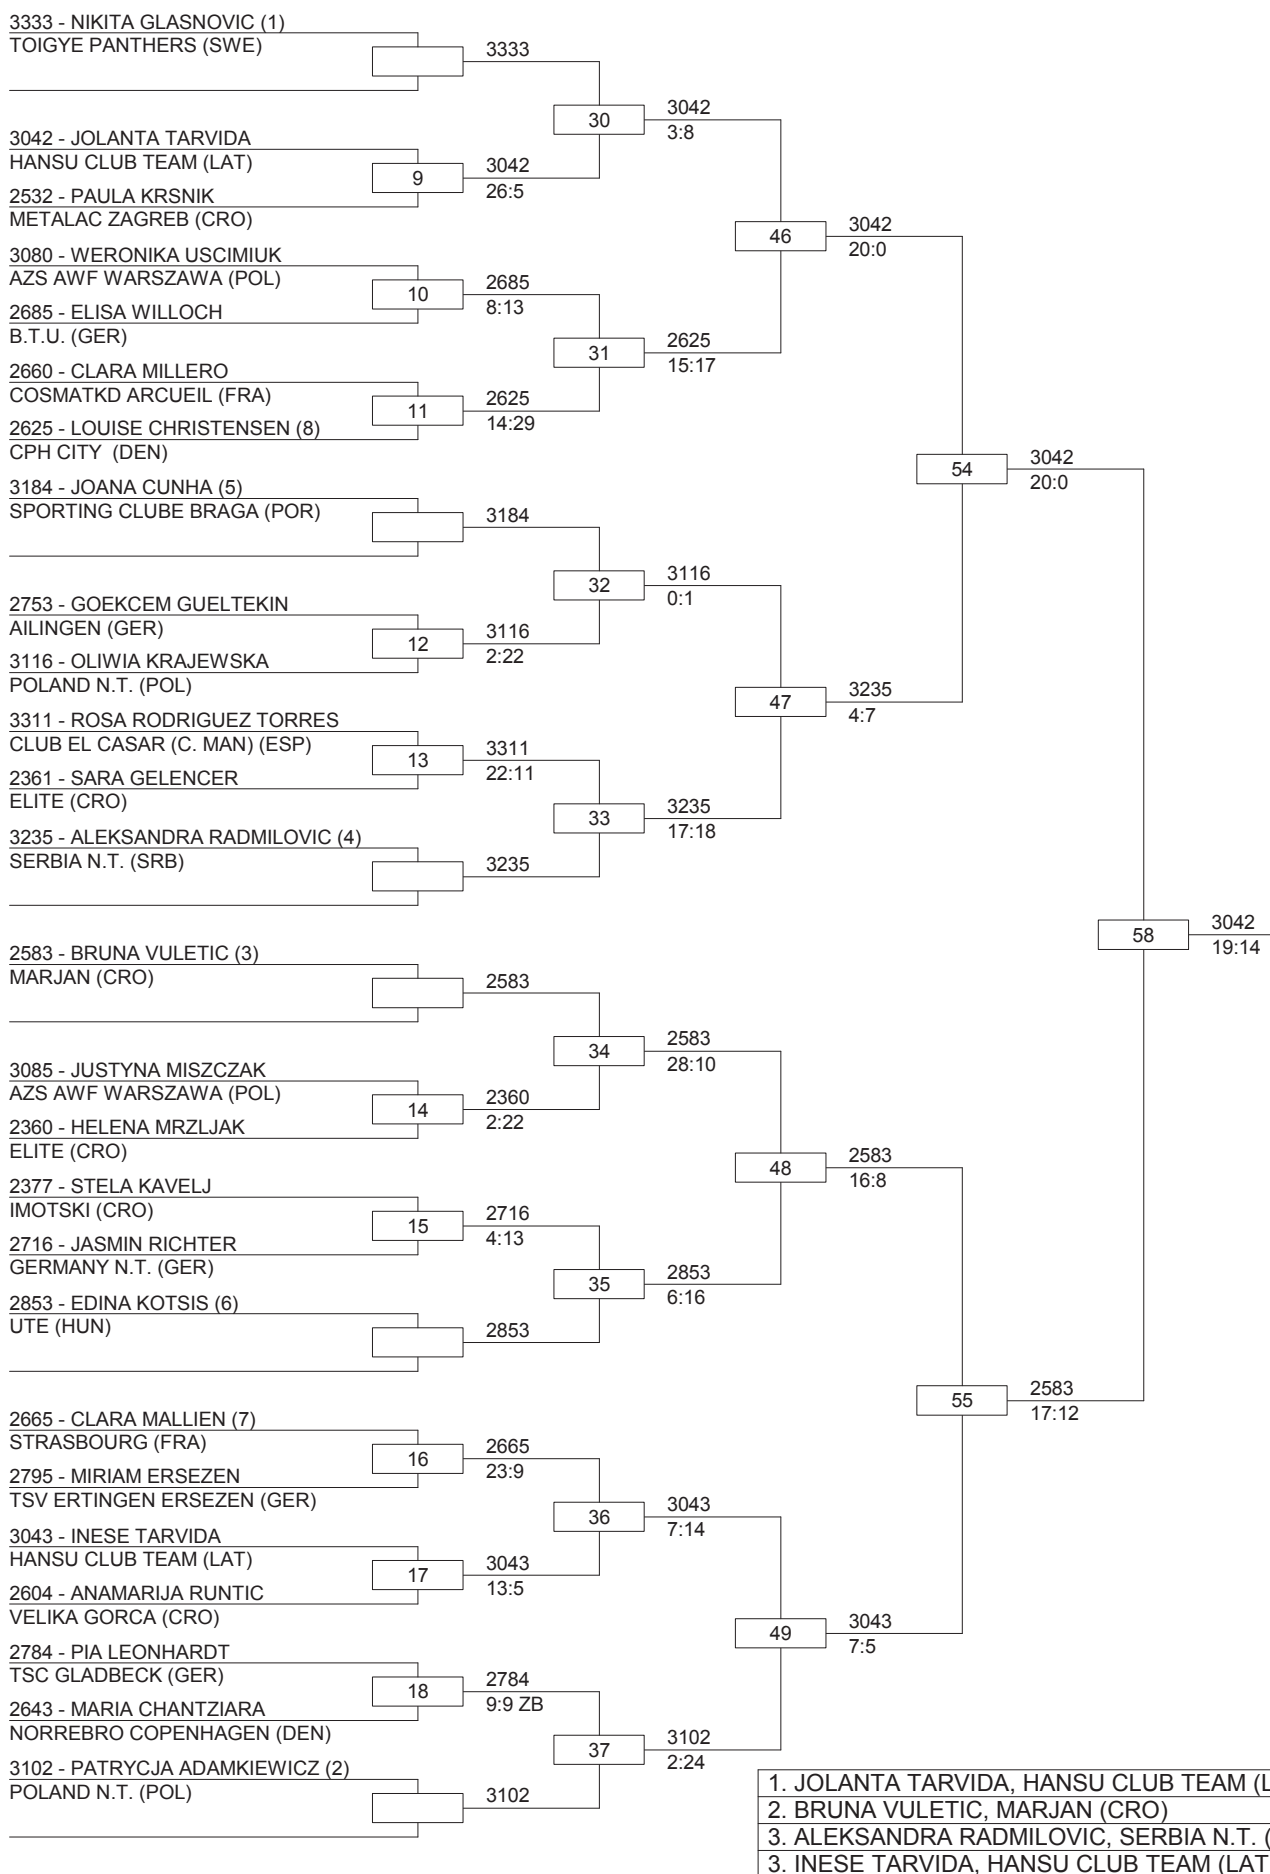 3333 - NIKITA GLASNOVIC (1)
TOIGYE PANTHERS (SWE)
3333
30
3042
3:8
3042 - JOLANTA TARVIDA
HANSU CLUB TEAM (LAT)
9
3042
26:5
2532 - PAULA KRSNIK
METALAC ZAGREB (CRO)
46
3042
20:0
3080 - WERONIKA USCIMIUK
AZS AWF WARSZAWA (POL)
10
2685
8:13
2685 - ELISA WILLOCH
B.T.U. (GER)
31
2625
15:17
2660 - CLARA MILLERO
COSMATKD ARCUEIL (FRA)
11
2625
14:29
2625 - LOUISE CHRISTENSEN (8)
CPH CITY  (DEN)
54
3042
20:0
3184 - JOANA CUNHA (5)
SPORTING CLUBE BRAGA (POR)
3184
32
3116
0:1
2753 - GOEKCEM GUELTEKIN
AILINGEN (GER)
12
3116
2:22
3116 - OLIWIA KRAJEWSKA
POLAND N.T. (POL)
47
3235
4:7
3311 - ROSA RODRIGUEZ TORRES
CLUB EL CASAR (C. MAN) (ESP)
13
3311
22:11
2361 - SARA GELENCER
ELITE (CRO)
33
3235
17:18
3235 - ALEKSANDRA RADMILOVIC (4)
SERBIA N.T. (SRB)
3235
58
3042
19:14
2583 - BRUNA VULETIC (3)
MARJAN (CRO)
2583
34
2583
28:10
3085 - JUSTYNA MISZCZAK
AZS AWF WARSZAWA (POL)
14
2360
2:22
2360 - HELENA MRZLJAK
ELITE (CRO)
48
2583
16:8
2377 - STELA KAVELJ
IMOTSKI (CRO)
15
2716
4:13
2716 - JASMIN RICHTER
GERMANY N.T. (GER)
35
2853
6:16
2853 - EDINA KOTSIS (6)
UTE (HUN)
2853
55
2583
17:12
2665 - CLARA MALLIEN (7)
STRASBOURG (FRA)
16
2665
23:9
2795 - MIRIAM ERSEZEN
TSV ERTINGEN ERSEZEN (GER)
36
3043
7:14
3043 - INESE TARVIDA
HANSU CLUB TEAM (LAT)
17
3043
13:5
2604 - ANAMARIJA RUNTIC
VELIKA GORCA (CRO)
49
3043
7:5
2784 - PIA LEONHARDT
TSC GLADBECK (GER)
18
2784
9:9 ZB
2643 - MARIA CHANTZIARA
NORREBRO COPENHAGEN (DEN)
37
3102
2:24
3102 - PATRYCJA ADAMKIEWICZ (2)
POLAND N.T. (POL)
3102
1. JOLANTA TARVIDA, HANSU CLUB TEAM (L
2. BRUNA VULETIC, MARJAN (CRO)
3. ALEKSANDRA RADMILOVIC, SERBIA N.T. (
3. INESE TARVIDA, HANSU CLUB TEAM (LAT